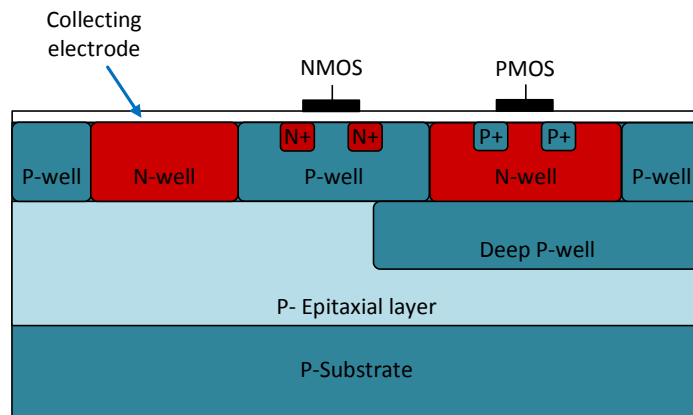 Collecting
electrode
NMOS
PMOS
N+
N+
P+
P+
P-well
N-well
P-well
N-well
P-well
Deep P-well
P- Epitaxial layer
P-Substrate